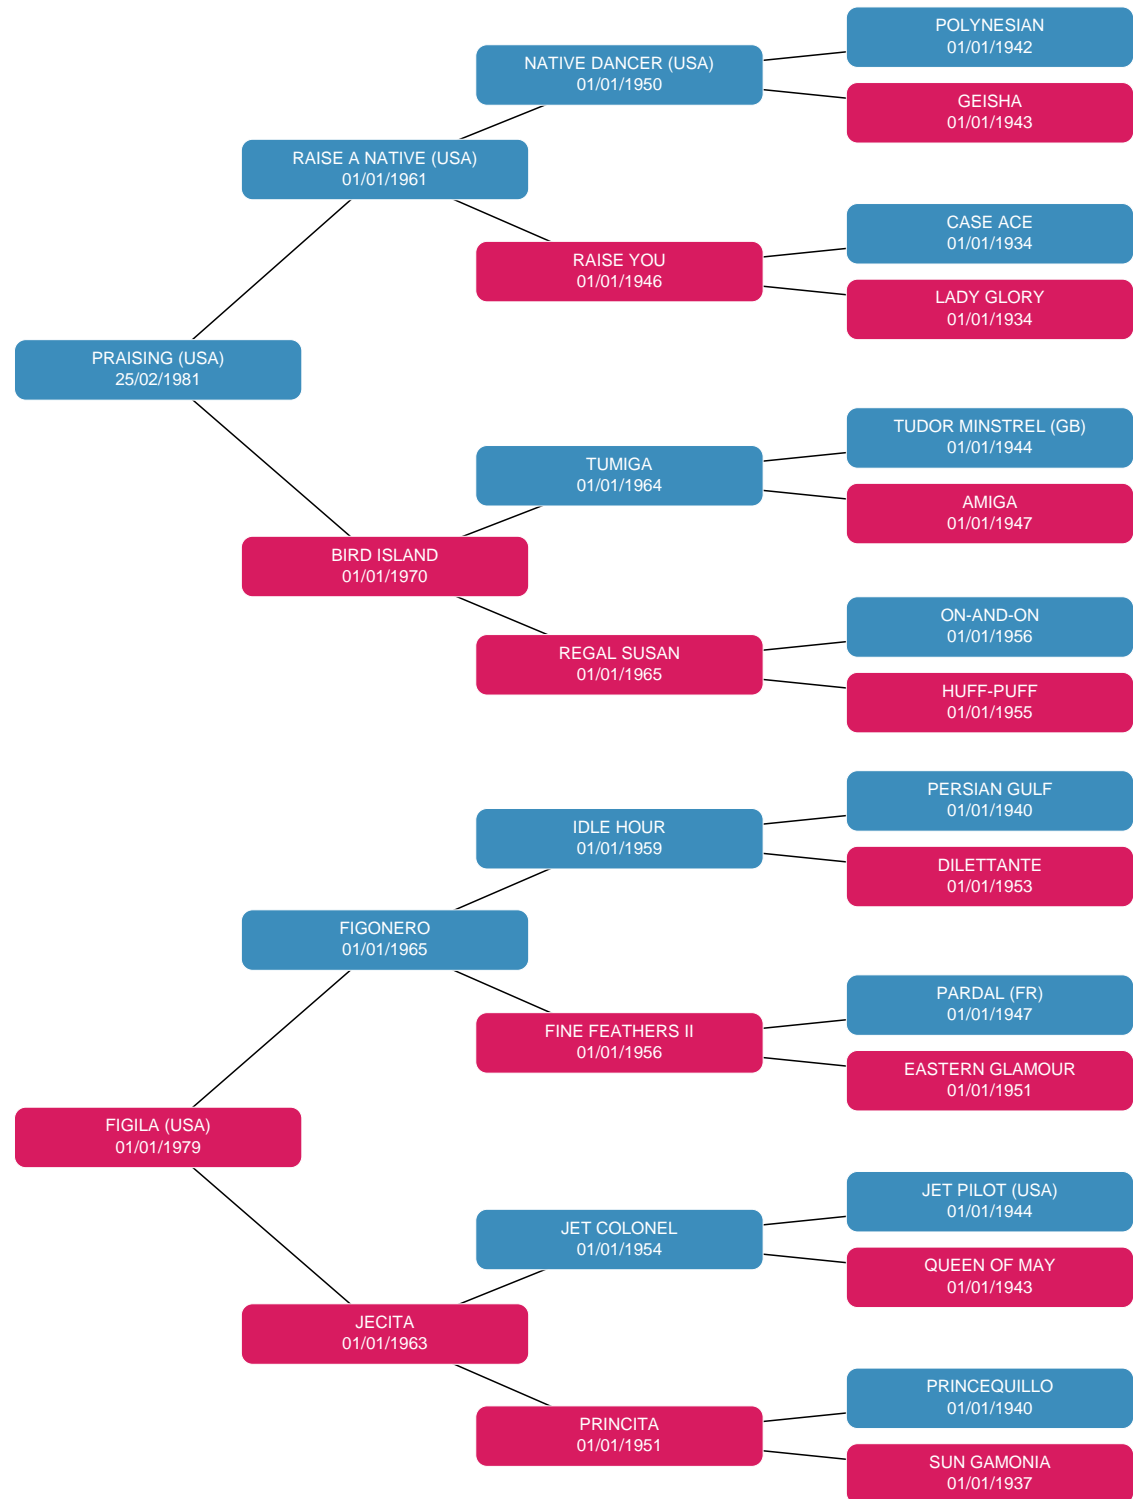 POLYNESIAN
01/01/1942
NATIVE DANCER (USA)
01/01/1950
GEISHA
01/01/1943
RAISE A NATIVE (USA)
01/01/1961
CASE ACE
01/01/1934
RAISE YOU
01/01/1946
LADY GLORY
01/01/1934
PRAISING (USA)
25/02/1981
TUDOR MINSTREL (GB)
01/01/1944
TUMIGA
01/01/1964
AMIGA
01/01/1947
BIRD ISLAND
01/01/1970
ON-AND-ON
01/01/1956
REGAL SUSAN
01/01/1965
HUFF-PUFF
01/01/1955
PERSIAN GULF
01/01/1940
IDLE HOUR
01/01/1959
DILETTANTE
01/01/1953
FIGONERO
01/01/1965
PARDAL (FR)
01/01/1947
FINE FEATHERS II
01/01/1956
EASTERN GLAMOUR
01/01/1951
FIGILA (USA)
01/01/1979
JET PILOT (USA)
01/01/1944
JET COLONEL
01/01/1954
QUEEN OF MAY
01/01/1943
JECITA
01/01/1963
PRINCEQUILLO
01/01/1940
PRINCITA
01/01/1951
SUN GAMONIA
01/01/1937